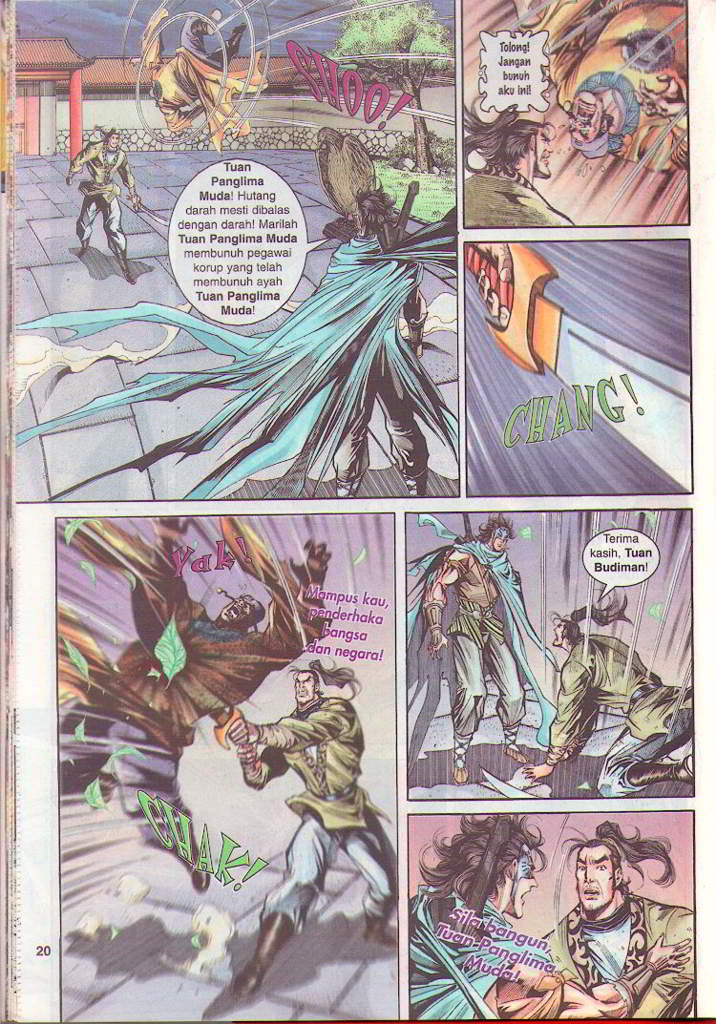 SHOO!
Tuan
Panglima
Muda! Hutang
darah mesti dibalas
dengan darah! Marilah
Tuan Panglima Muda
membunuh pegawai
korup yang telah
membunuh ayah
Tuan Panglima
Muda!
Tolong!
Jangan
bunuh
aku ini!
CHANG!
Yak!
Mampus kau,
penderhaka
bangsa
dan negara!
CHAK!
Terima
kasih, Tuan
Budiman!
Sila bangun,
Tuan Panglima
Muda!
20